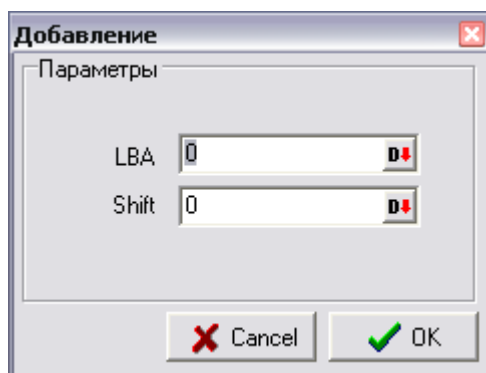 Добавление
Параметры
LBA 0 D
Shift 0 D
Cancel OK